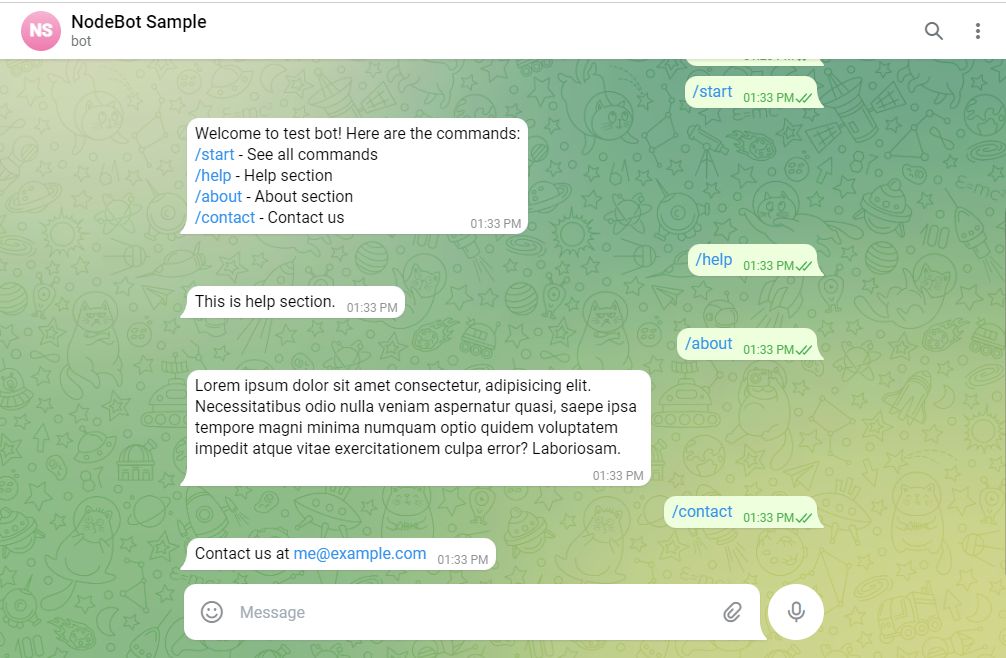 NS
NodeBot Sample
bot
/start 01:33 PM
Welcome to test bot! Here are the commands:
/start - See all commands
/help - Help section
/about - About section
/contact - Contact us
01:33 PM
/help 01:33 PM
This is help section. 01:33 PM
/about 01:33 PM
Lorem ipsum dolor sit amet consectetur, adipisicing elit.
Necessitatibus odio nulla veniam aspernatur quasi, saepe ipsa
tempore magni minima numquam optio quidem voluptatem
impedit atque vitae exercitationem culpa error? Laboriosam.
01:33 PM
/contact 01:33 PM
Contact us at me@example.com 01:33 PM
Message